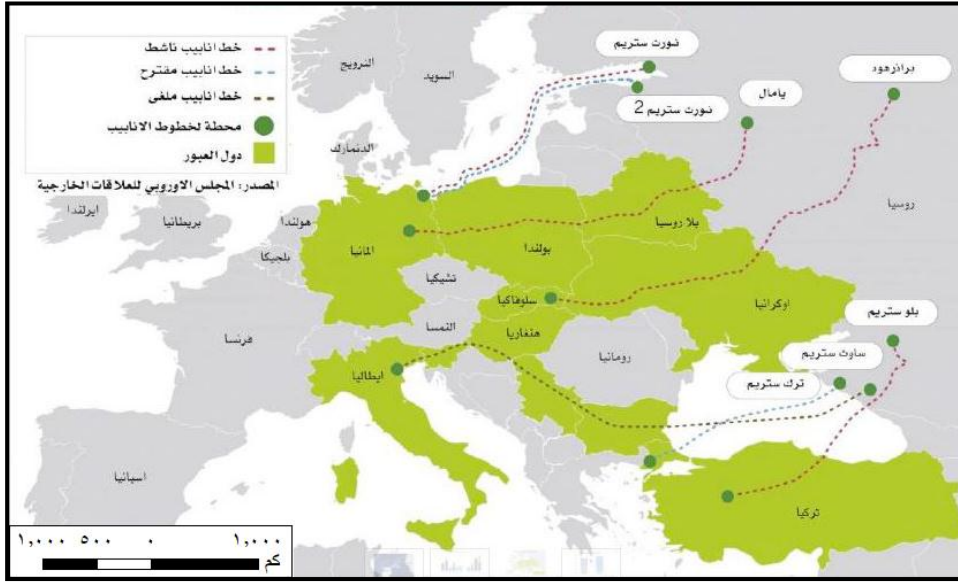 خط انابيب ناشط
خط انابيب مقترح
خط انابيب ملغى
محطة لخطوط الانابيب
دول العبور
المصدر: المجلس الاوروبي للعلاقات الخارجية
نورت ستريم
نورت ستريم 2
يامال
براذرهود
بلو ستريم
ساوث ستريم
ترك ستريم
النرويج
السويد
الدنمارك
روسيا
ايرلندا
بريطانيا
هولندا
بلجيكا
المانيا
بولندا
بلا روسيا
تشيكيا
سلوفاكيا
اوكرانيا
فرنسا
النمسا
هنغاريا
رومانيا
ايطاليا
اسبانيا
تركيا
١,٠٠٠ ٥٠٠ ٠ ١,٠٠٠
كم